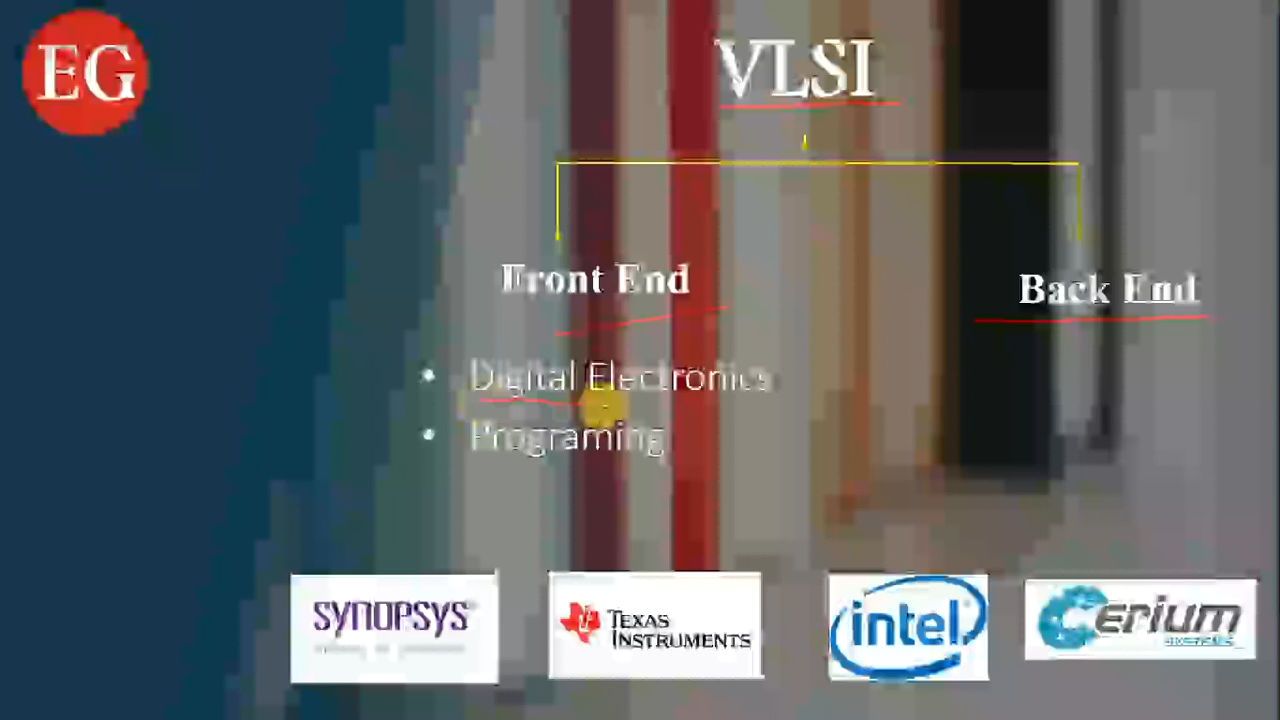 EG
VLSI
Front End
Back End
• Digital Electronics
• Programing
SYNOPSYS
TEXAS INSTRUMENTS
intel
Cerium